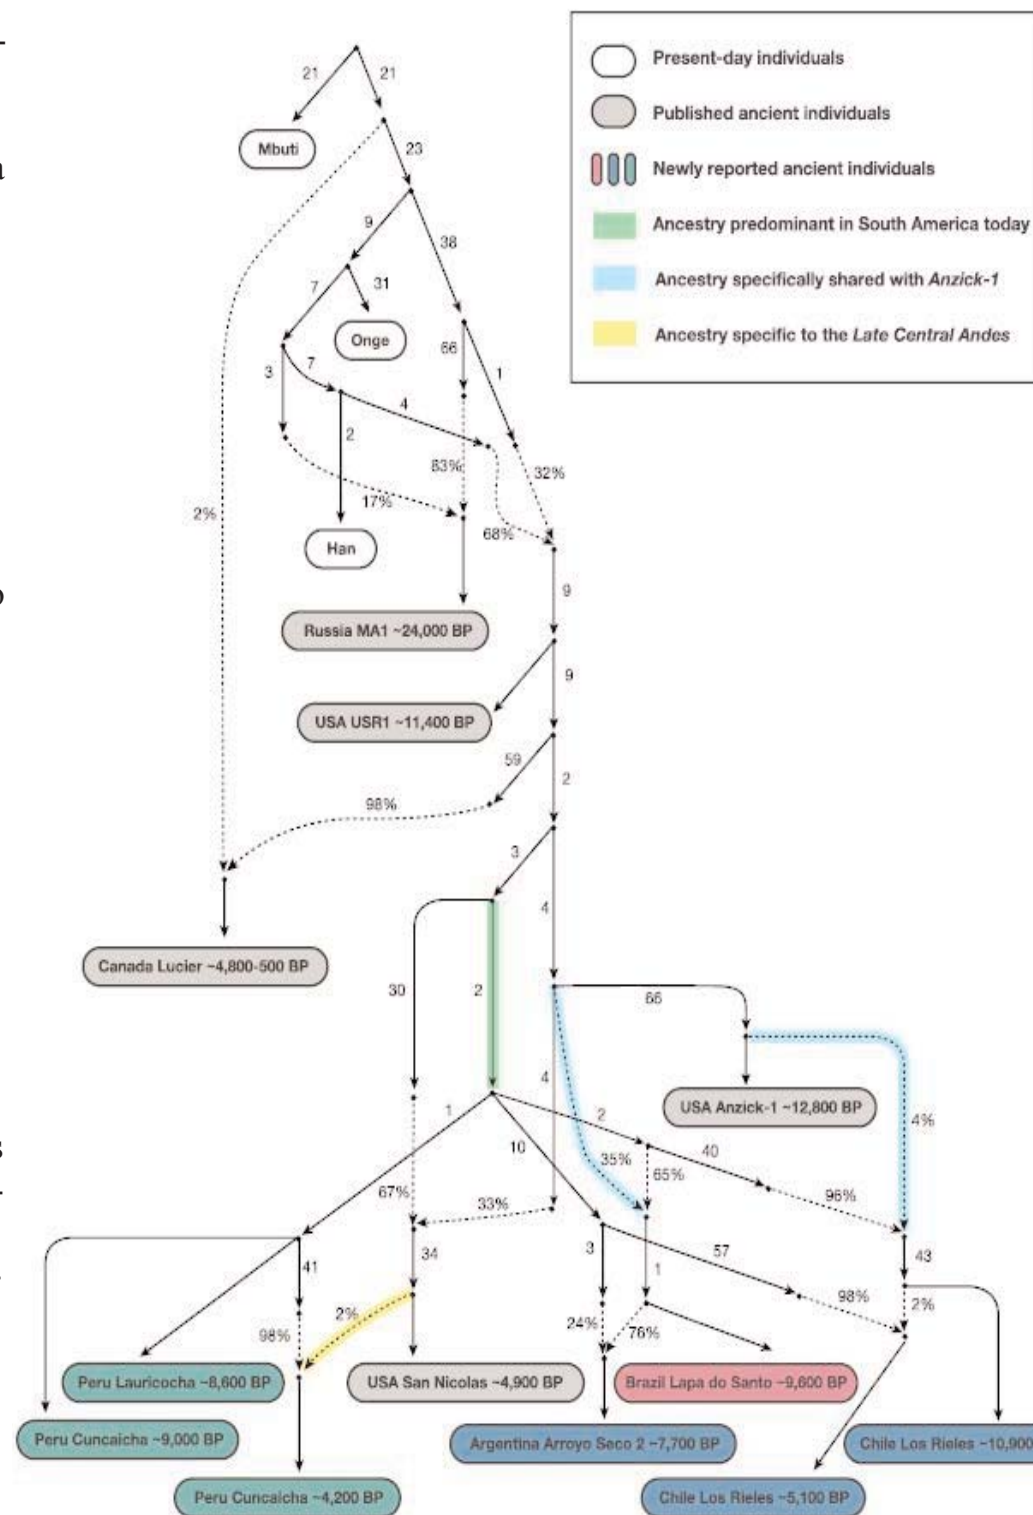 -
a
o
s
-
.
Present-day individuals
Published ancient individuals
Newly reported ancient individuals
Ancestry predominant in South America today
Ancestry specifically shared with Anzick-1
Ancestry specific to the Late Central Andes
21
21
Mbuti
23
9
38
7
31
Onge
66
1
3
7
4
2
83%
32%
17%
2%
68%
Han
9
Russia MA1 ~24,000 BP
9
USA USR1 ~11,400 BP
59
2
98%
3
4
Canada Lucier ~4,800-500 BP
30
2
66
4
USA Anzick-1 ~12,800 BP
1
2
4%
10
40
35%
65%
67%
96%
33%
41
34
3
57
43
1
2%
98%
2%
24%
76%
98%
Peru Lauricocha ~8,600 BP
USA San Nicolas ~4,900 BP
Brazil Lapa do Santo ~9,600 BP
Peru Cuncaicha ~9,000 BP
Argentina Arroyo Seco 2 ~7,700 BP
Chile Los Rieles ~10,900
Peru Cuncaicha ~4,200 BP
Chile Los Rieles ~5,100 BP